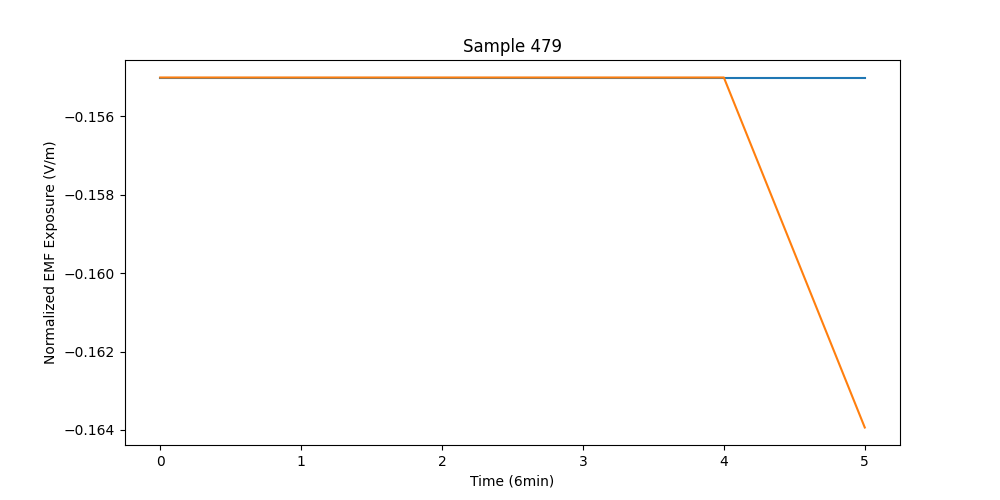 Sample 479
Normalized EMF Exposure (V/m)
−0.156
−0.158
−0.160
−0.162
−0.164
0 1 2 3 4 5
Time (6min)